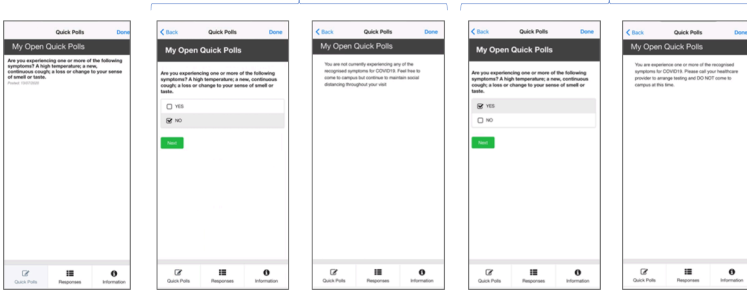 Quick Polls Done
My Open Quick Polls
Are you experiencing one or more of the following
symptoms? A high temperature; a new,
continuous cough; a loss or change to your sense
of smell or taste.
Quick Polls Responses Information
Back Quick Polls Done
My Open Quick Polls
Are you experiencing one or more of the following
symptoms? A high temperature; a new, continuous
cough; a loss or change to your sense of smell or
taste.
YES
NO
Next
Quick Polls Responses Information
Back Quick Polls Done
My Open Quick Polls
You are not currently experiencing any of the
recognised symptoms for COVID19. Feel free to
come to campus but continue to maintain social
distancing throughout your visit
Quick Polls Responses Information
Back Quick Polls Done
My Open Quick Polls
Are you experiencing one or more of the following
symptoms? A high temperature; a new, continuous
cough; a loss or change to your sense of smell or
taste.
YES
NO
Next
Quick Polls Responses Information
Back Quick Polls Done
My Open Quick Polls
You are experience one or more of the recognised
symptoms for COVID19. Please call your healthcare
provider to arrange testing and DO NOT come to
campus at this time.
Quick Polls Responses Information